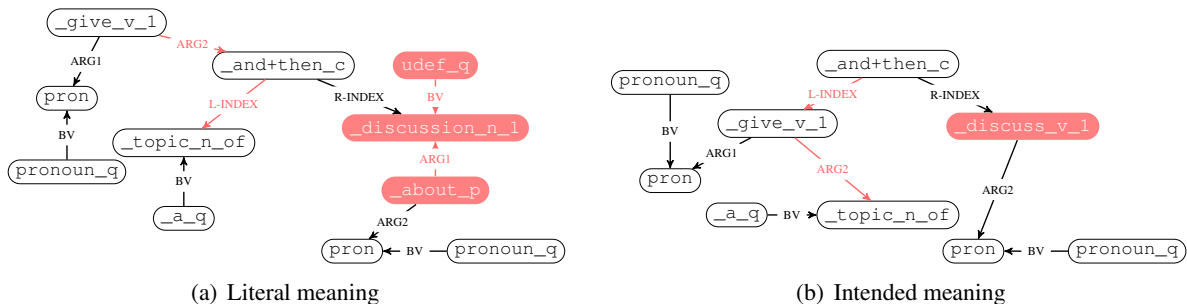 _give_v_1
ARG2
ARG1
_and+then_c
udef_q
pron
L-INDEX
R-INDEX
BV
BV
_discussion_n_1
_topic_n_of
pronoun_q
ARG1
BV
_about_p
_a_q
ARG2
pron
BV
pronoun_q
(a) Literal meaning
_and+then_c
pronoun_q
L-INDEX
R-INDEX
_give_v_1
_discuss_v_1
BV
ARG1
ARG2
pron
ARG2
_a_q
BV
_topic_n_of
pron
BV
pronoun_q
(b) Intended meaning